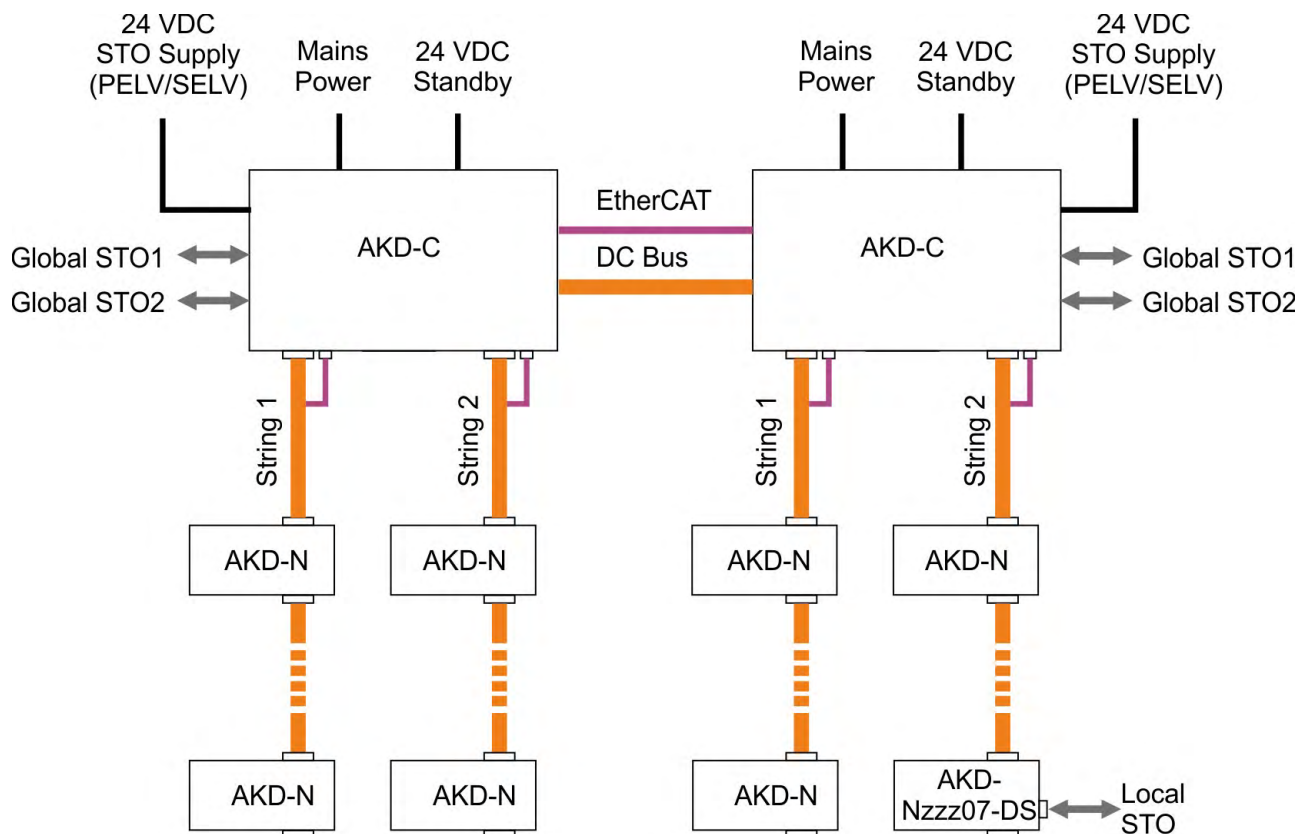 24 VDC
STO Supply
(PELV/SELV)
Mains
Power
24 VDC
Standby
Mains
Power
24 VDC
Standby
24 VDC
STO Supply
(PELV/SELV)
EtherCAT
DC Bus
AKD-C
AKD-C
Global STO1
Global STO2
Global STO1
Global STO2
String 1
String 2
String 1
String 2
AKD-N
AKD-N
AKD-N
AKD-N
AKD-N
AKD-N
AKD-N
AKD-
Nzzz07-DS
Local
STO